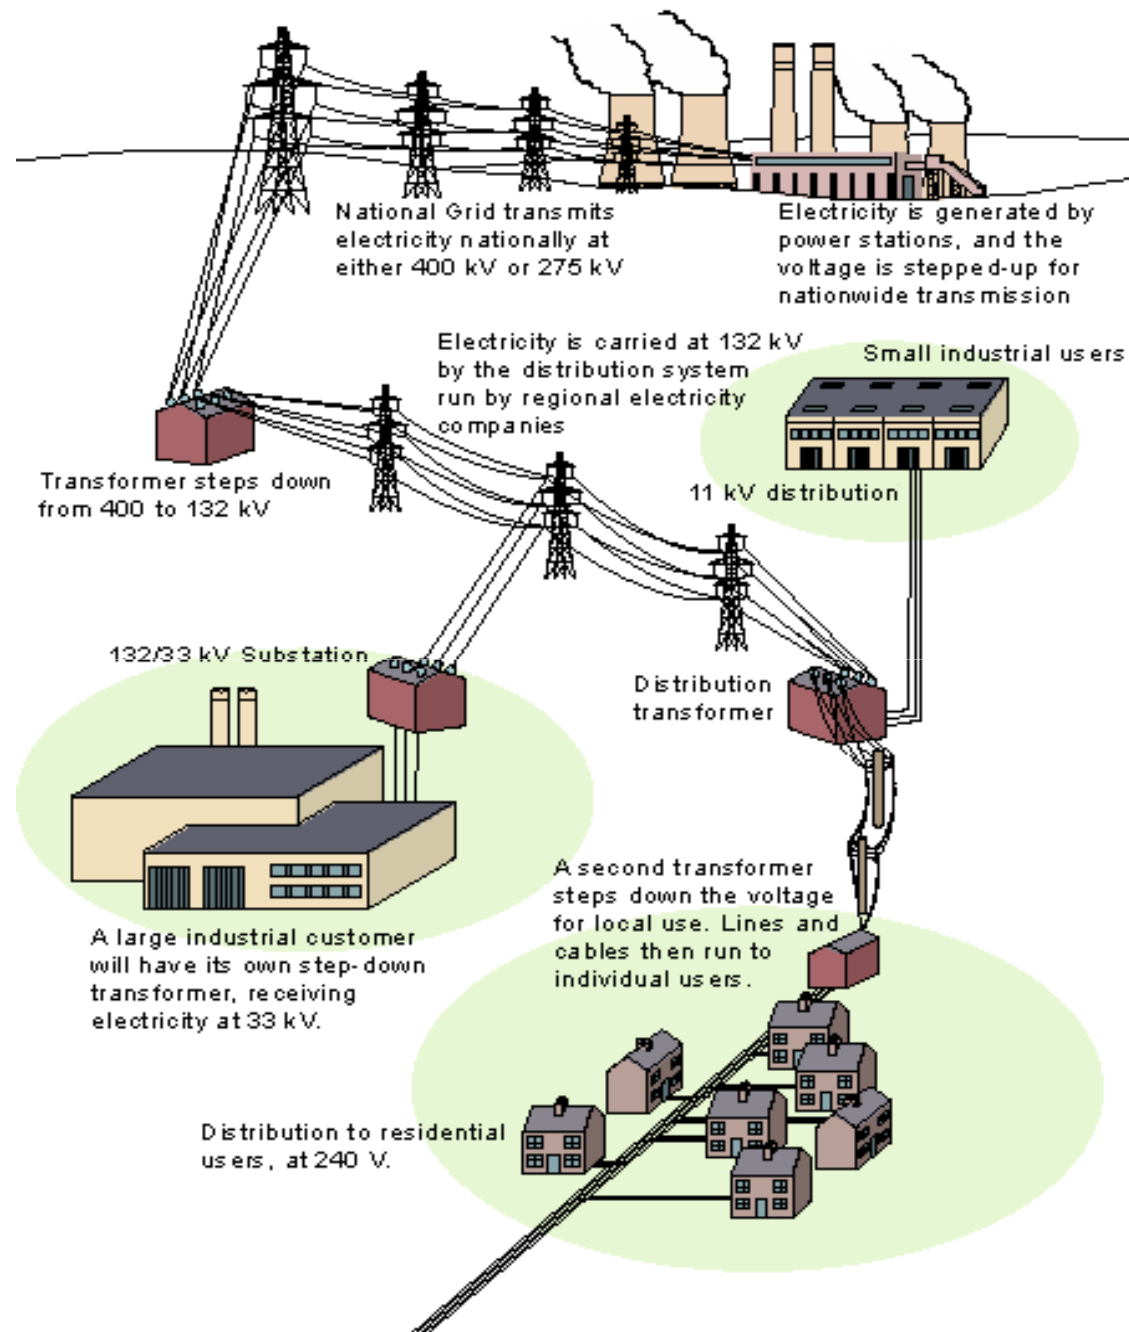 National Grid transmits
electricity nationally at
either 400 kV or 275 kV
Electricity is generated by
power stations, and the
voltage is stepped-up for
nationwide transmission
Electricity is carried at 132 kV
by the distribution system
run by regional electricity
companies
Small industrial users
Transformer steps down
from 400 to 132 kV
11 kV distribution
132/33 kV Substation
Distribution
transformer
A second transformer
steps down the voltage
for local use. Lines and
cables then run to
individual users.
A large industrial customer
will have its own step-down
transformer, receiving
electricity at 33 kV.
Distribution to residential
users, at 240 V.